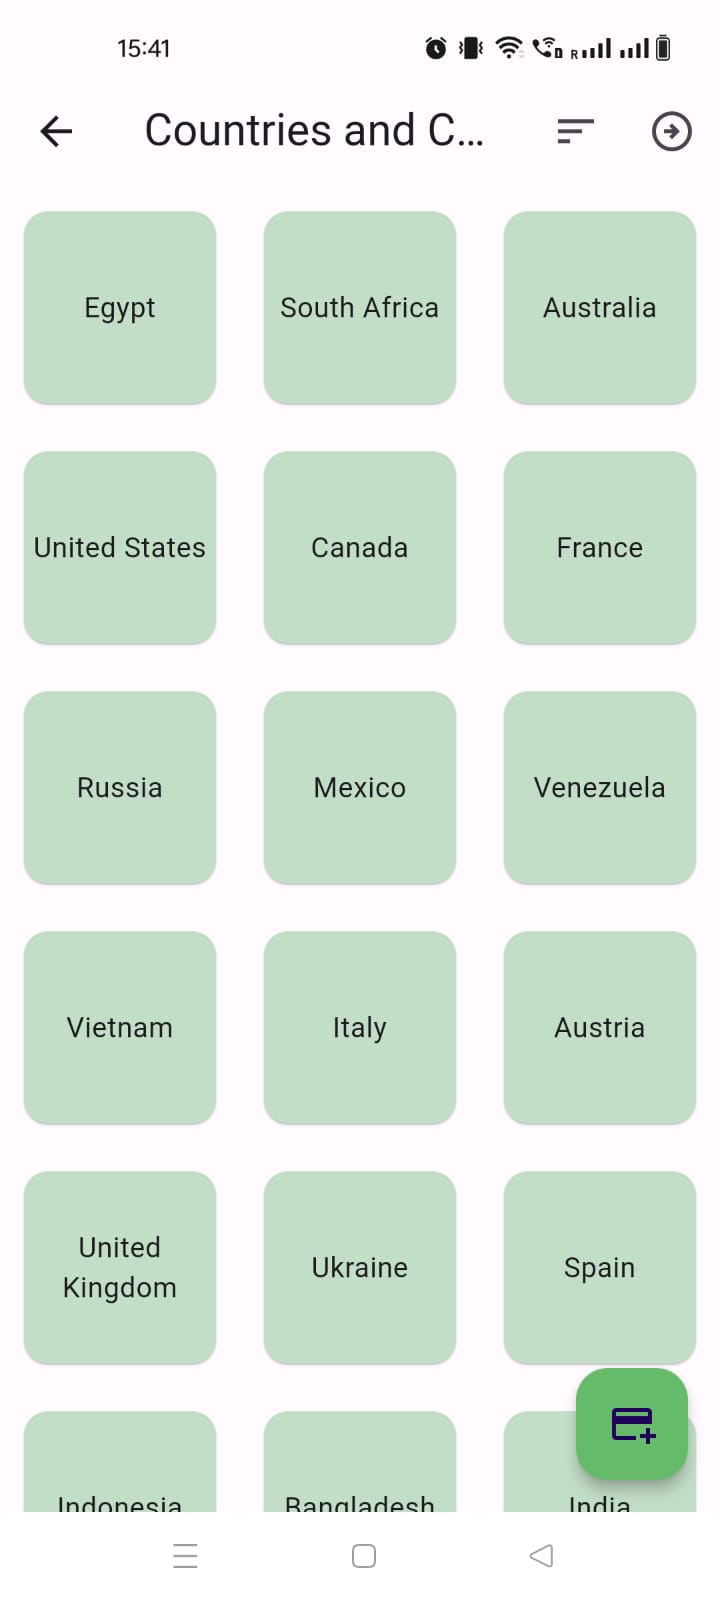 15:41
R
Countries and C...
Egypt
South Africa
Australia
United States
Canada
France
Russia
Mexico
Venezuela
Vietnam
Italy
Austria
United
Kingdom
Ukraine
Spain
Indonesia
Bangladesh
India